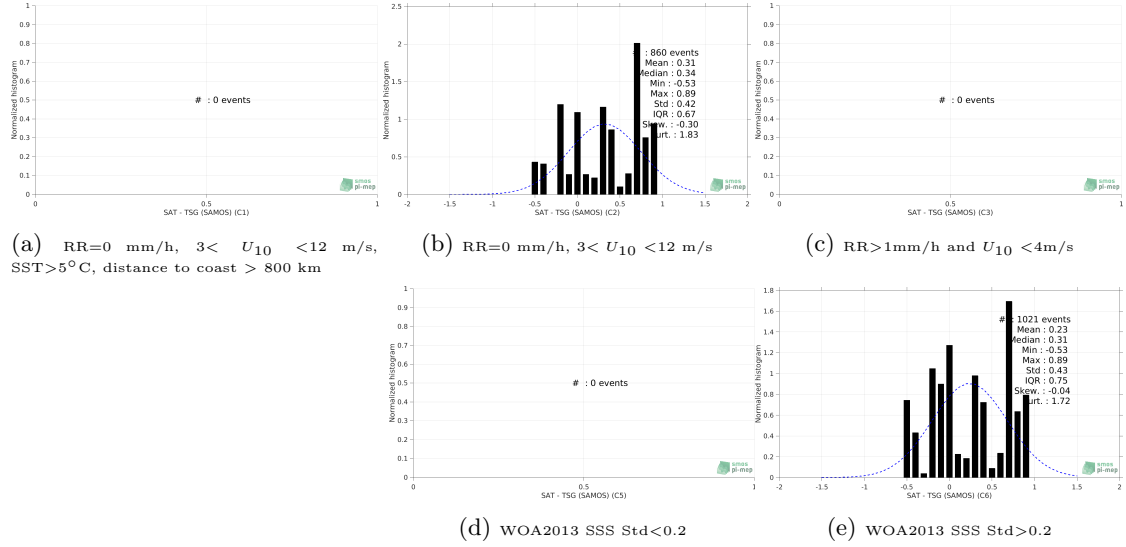 1
0.9
0.8
0.7
0.6
0.5
0.4
0.3
0.2
0.1
0
Normalized histogram
# : 0 events
0 0.5 1
SAT - TSG (SAMOS) (C1)
smos
pi-mep
2.5
2
1.5
1
0.5
0
Normalized histogram
: 860 events
Mean : 0.31
Median : 0.34
Min : -0.53
Max : 0.89
Std : 0.42
IQR : 0.67
Skew. : -0.30
urt. : 1.83
-2 -1.5 -1 -0.5 0 0.5 1 1.5 2
SAT - TSG (SAMOS) (C2)
smos
pi-mep
1
0.9
0.8
0.7
0.6
0.5
0.4
0.3
0.2
0.1
0
Normalized histogram
# : 0 events
0 0.5 1
SAT - TSG (SAMOS) (C3)
smos
pi-mep
(a) RR=0 mm/h, 3< U10 <12 m/s,
SST>5°C, distance to coast > 800 km
(b) RR=0 mm/h, 3< U10 <12 m/s
(c) RR>1mm/h and U10 <4m/s
1
0.9
0.8
0.7
0.6
0.5
0.4
0.3
0.2
0.1
0
Normalized histogram
# : 0 events
0 0.5 1
SAT - TSG (SAMOS) (C5)
smos
pi-mep
1.8
1.6
1.4
1.2
1
0.8
0.6
0.4
0.2
0
Normalized histogram
# : 1021 events
Mean : 0.23
Median : 0.31
Min : -0.53
Max : 0.89
Std : 0.43
IQR : 0.75
Skew. : -0.04
urt. : 1.72
-2 -1.5 -1 -0.5 0 0.5 1 1.5 2
SAT - TSG (SAMOS) (C6)
smos
pi-mep
(d) WOA2013 SSS Std<0.2
(e) WOA2013 SSS Std>0.2